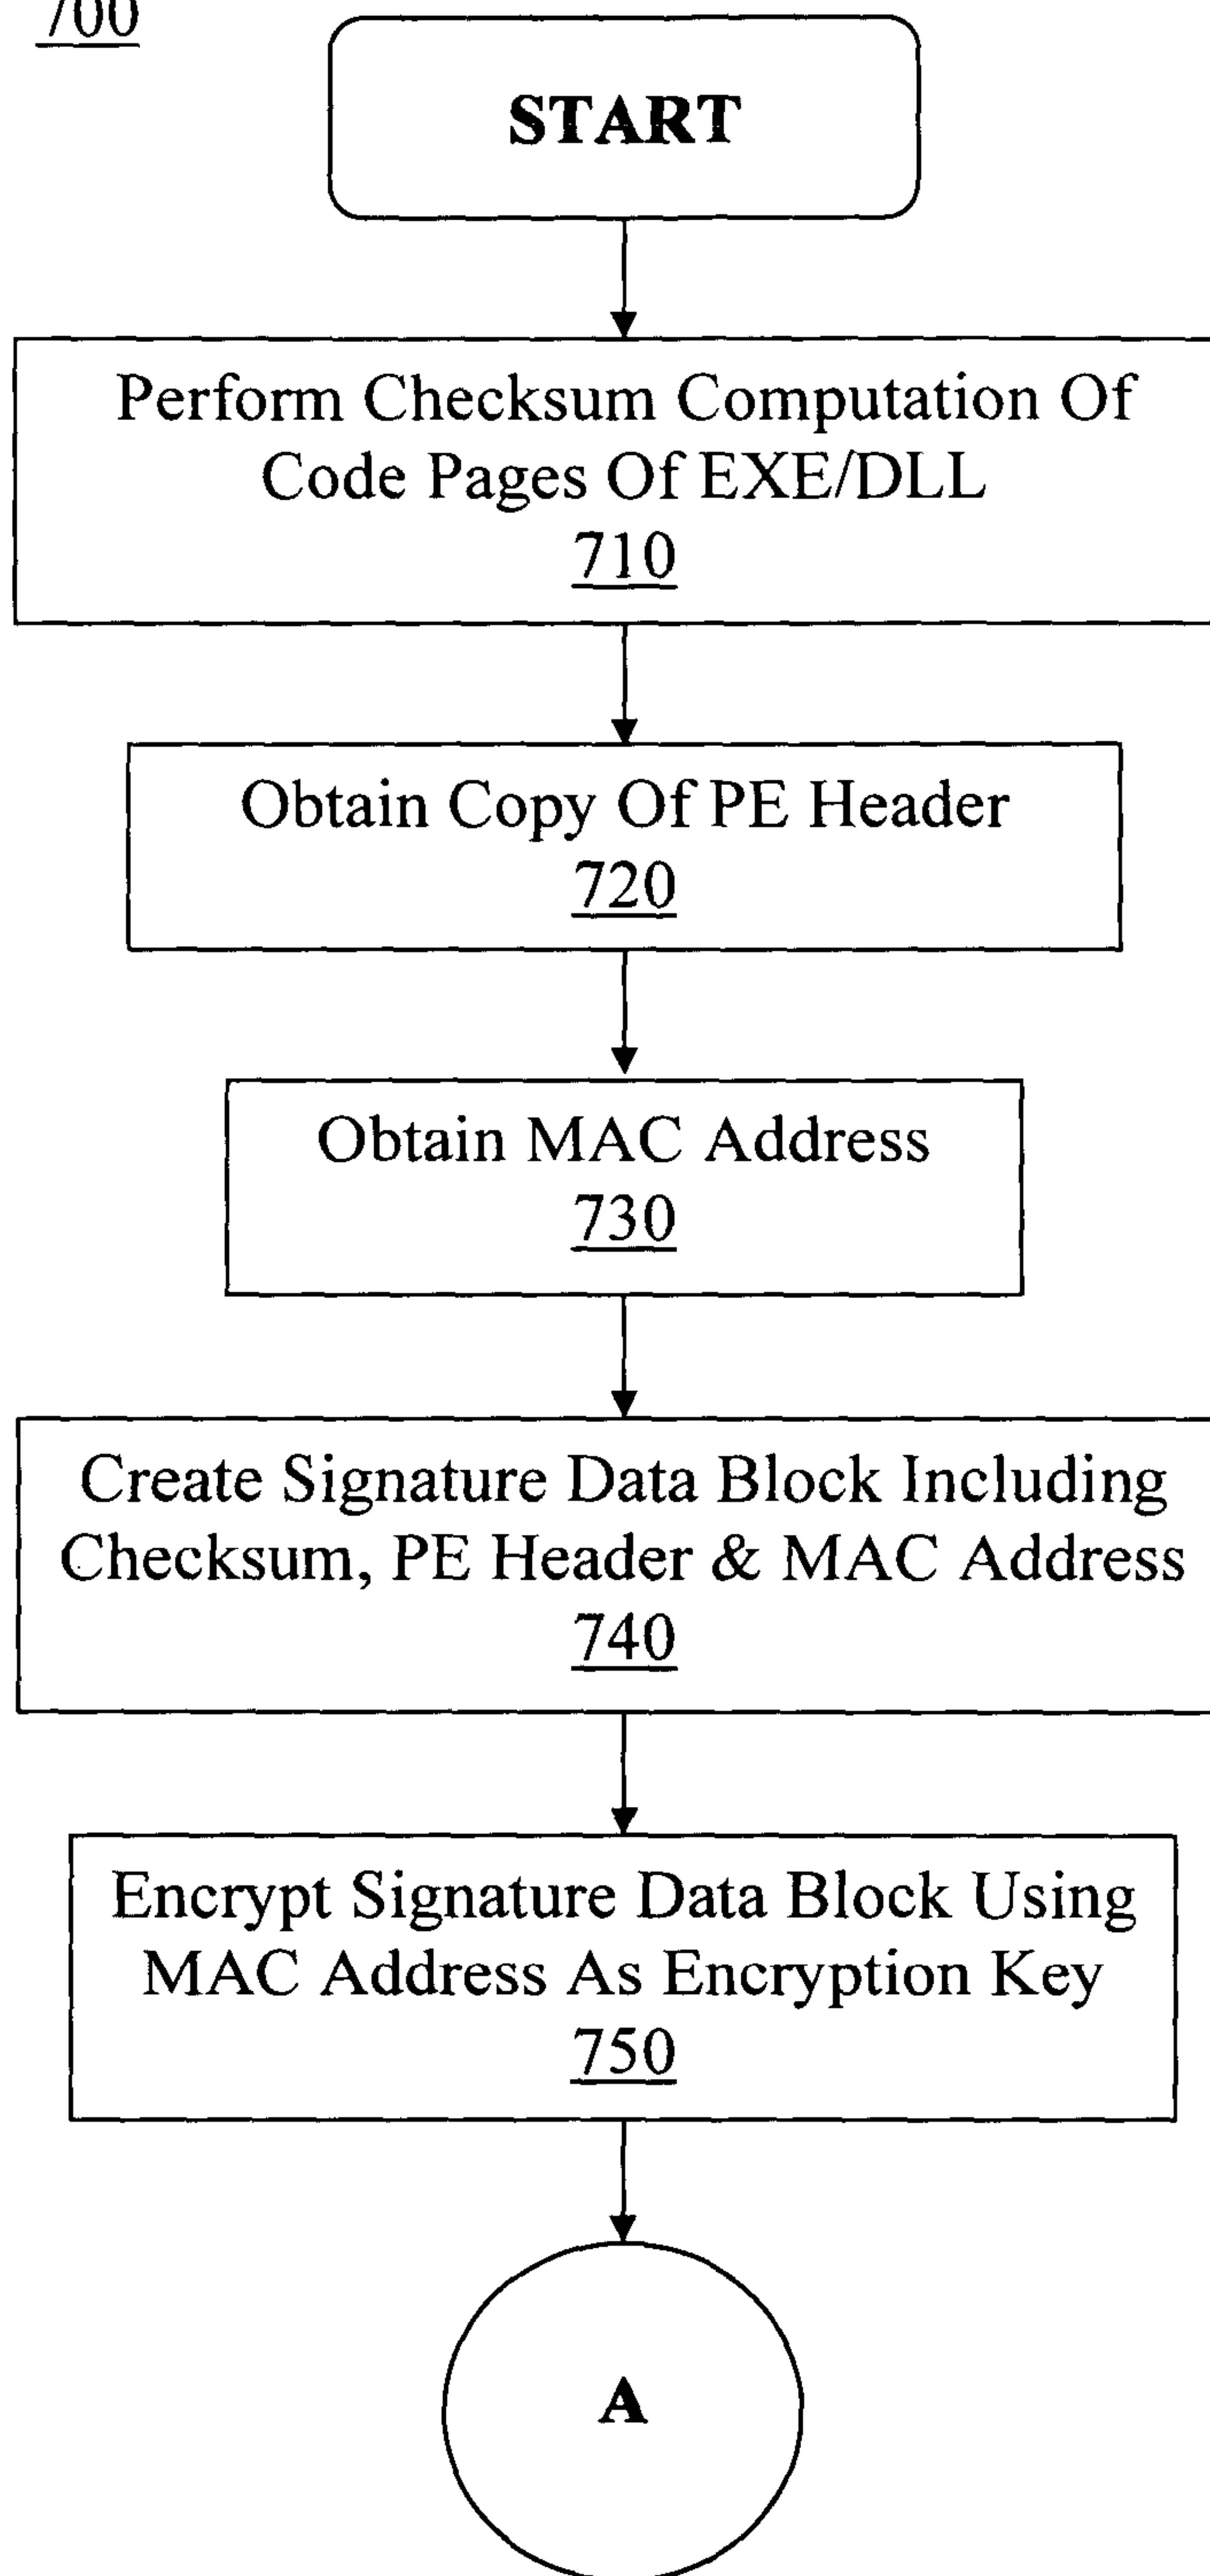 700
START
Perform Checksum Computation Of
Code Pages Of EXE/DLL
710
Obtain Copy Of PE Header
720
Obtain MAC Address
730
Create Signature Data Block Including
Checksum, PE Header & MAC Address
740
Encrypt Signature Data Block Using
MAC Address As Encryption Key
750
A